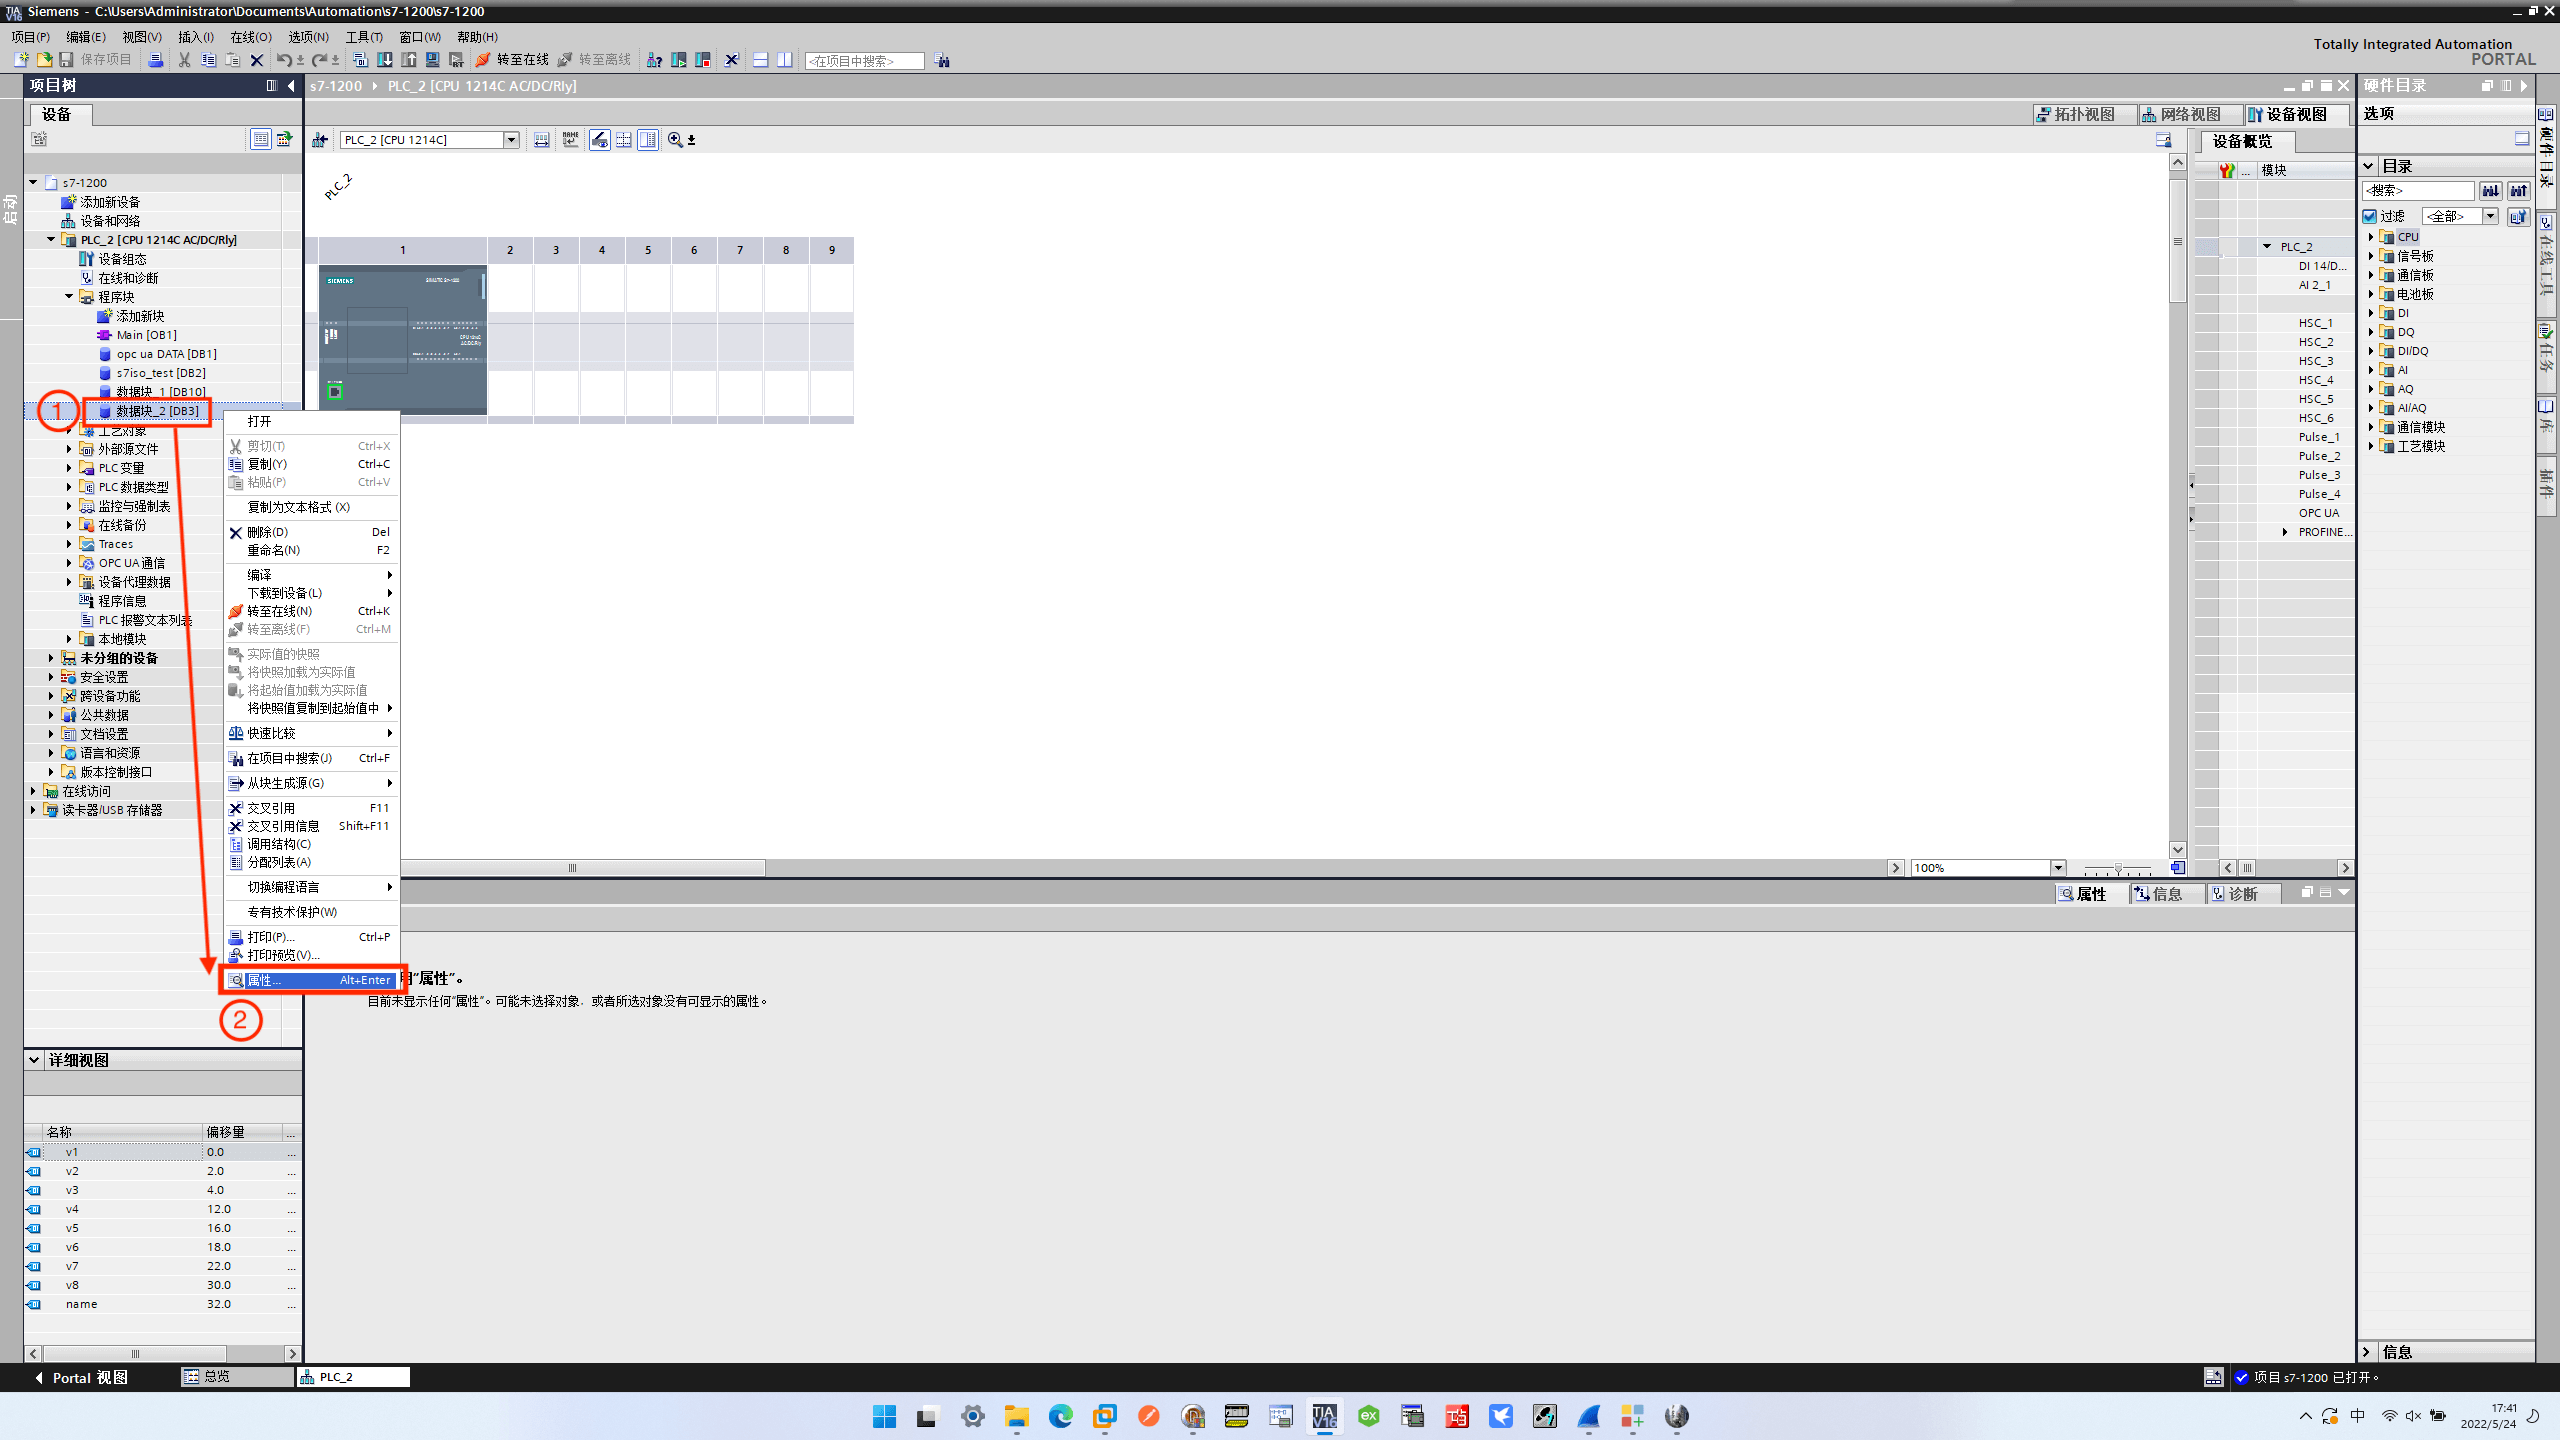 Siemens - C:\Users\Administrator\Documents\Automation\s7-1200\s7-1200
项目(P) 编辑(E) 视图(V) 插入(I) 在线(O) 选项(N) 工具(T) 窗口(W) 帮助(H)
Totally Integrated Automation
PORTAL
保存项目 转至在线 转至离线 <在项目中搜索>
项目树
s7-1200 PLC_2 [CPU 1214C AC/DC/Rly]
硬件目录
设备
拓扑视图 网络视图 设备视图
选项
PLC_2 [CPU 1214C]
设备概览
启动
s7-1200
添加新设备
设备和网络
PLC_2 [CPU 1214C AC/DC/Rly]
设备组态
在线和诊断
程序块
添加新块
Main [OB1]
opc ua DATA [DB1]
s7iso_test [DB2]
数据块_1 [DB10]
1
数据块_2 [DB3]
工艺对象
外部源文件
PLC 变量
PLC 数据类型
监控与强制表
在线备份
Traces
OPC UA 通信
设备代理数据
程序信息
PLC 报警文本列表
本地模块
未分组的设备
安全设置
跨设备功能
公共数据
文档设置
语言和资源
版本控制接口
在线访问
读卡器/USB 存储器
打开
剪切(T) Ctrl+X
复制(Y) Ctrl+C
粘贴(P) Ctrl+V
复制为文本格式 (X)
删除(D) Del
重命名(N) F2
编译
下载到设备(L)
转至在线(N) Ctrl+K
转至离线(F) Ctrl+M
实际值的快照
将快照加载为实际值
将起始值加载为实际值
将快照值复制到起始值中
快速比较
在项目中搜索(J) Ctrl+F
从块生成源(G)
交叉引用 F11
交叉引用信息 Shift+F11
调用结构(C)
分配列表(A)
切换编程语言
专有技术保护(W)
打印(P)... Ctrl+P
打印预览(V)...
属性... Alt+Enter
2
PLC_2
1 2 3 4 5 6 7 8 9
SIEMENS SIMATIC S7-1200
CPU 1214C
AC/DC/Rly
100%
属性 信息 诊断
用“属性”。
目前未显示任何“属性”。可能未选择对象，或者所选对象没有可显示的属性。
... 模块
PLC_2
DI 14/D...
AI 2_1
HSC_1
HSC_2
HSC_3
HSC_4
HSC_5
HSC_6
Pulse_1
Pulse_2
Pulse_3
Pulse_4
OPC UA
PROFINE...
目录
<搜索>
过滤 <全部>
CPU
信号板
通信板
电池板
DI
DQ
DI/DQ
AI
AQ
AI/AQ
通信模块
工艺模块
信息
硬件目录
在线工具
任务
库
插件
详细视图
名称 偏移量 ...
v1 0.0 ...
v2 2.0 ...
v3 4.0 ...
v4 12.0 ...
v5 16.0 ...
v6 18.0 ...
v7 22.0 ...
v8 30.0 ...
name 32.0 ...
Portal 视图 总览 PLC_2
项目 s7-1200 已打开。
TIA
V16
中
17:41
2022/5/24